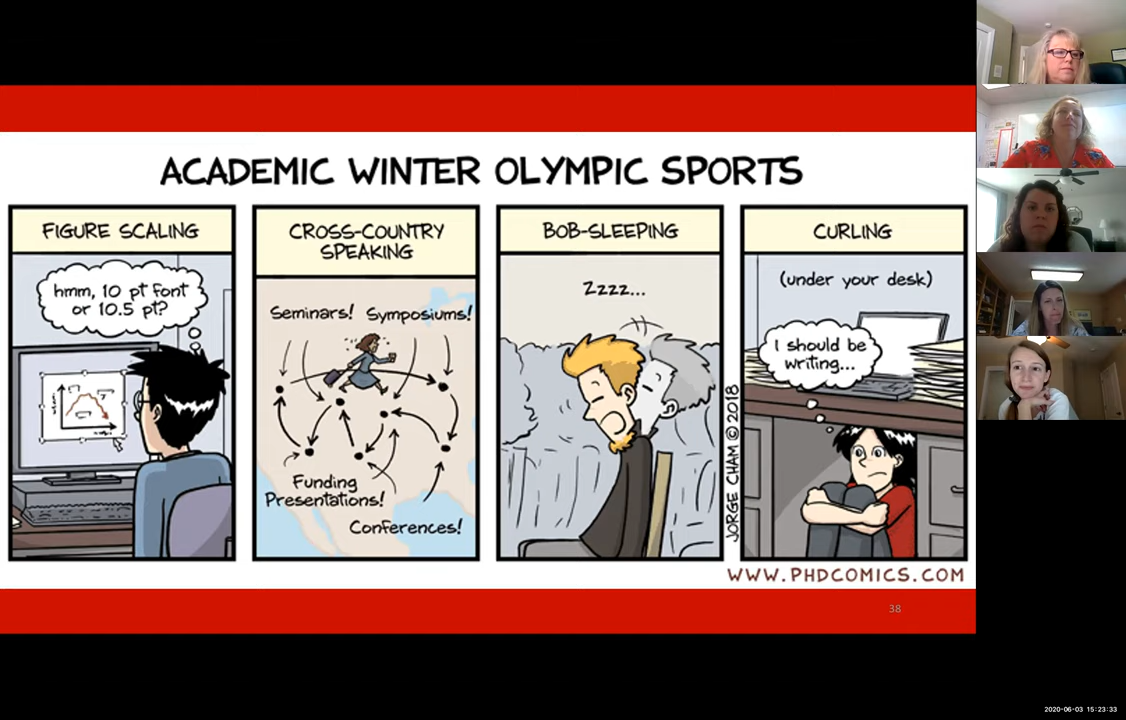 ACADEMIC WINTER OLYMPIC SPORTS
FIGURE SCALING
hmm, 10 pt font
or 10.5 pt?
CROSS-COUNTRY
SPEAKING
Seminars! Symposiums!
Funding
Presentations!
Conferences!
BOB-SLEEPING
Zzzz...
JORGE CHAM © 2018
CURLING
(under your desk)
I should be
writing...
WWW.PHDCOMICS.COM
38
2020-06-03 15:23:33